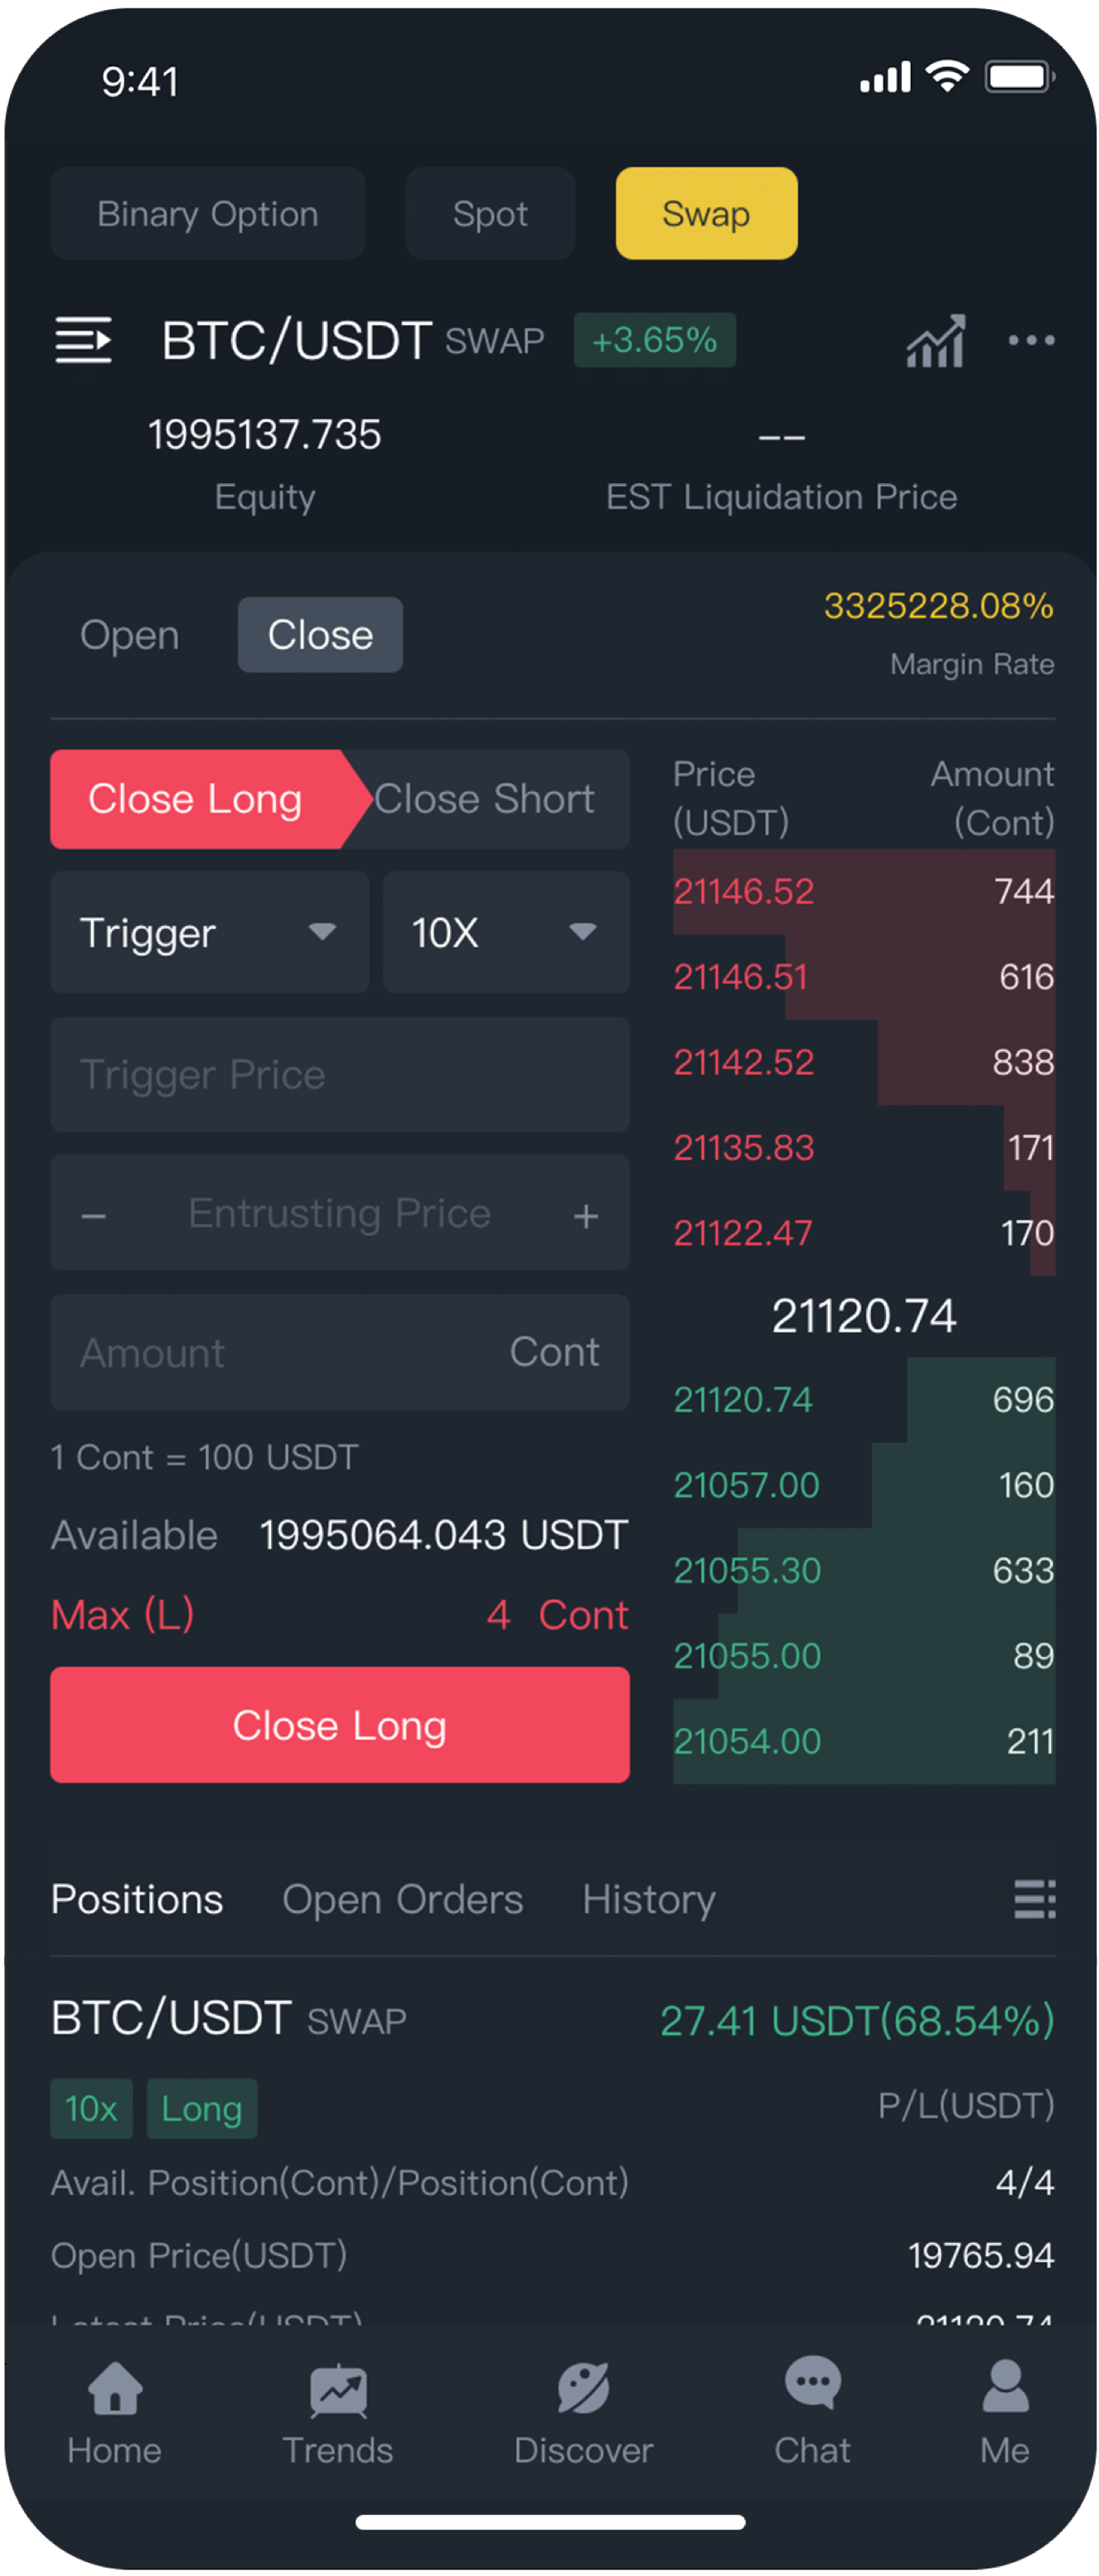 9:41
Binary Option Spot Swap
BTC/USDT SWAP +3.65%
1995137.735 --
Equity EST Liquidation Price
Open Close 3325228.08%
Margin Rate
Close Long Close Short
Price Amount
(USDT) (Cont)
21146.52 744
Trigger 10X
21146.51 616
Trigger Price
21142.52 838
21135.83 171
− Entrusting Price +
21122.47 170
21120.74
Amount Cont
21120.74 696
1 Cont = 100 USDT
21057.00 160
Available 1995064.043 USDT
21055.30 633
Max (L) 4 Cont
21055.00 89
Close Long
21054.00 211
Positions Open Orders History
BTC/USDT SWAP 27.41 USDT(68.54%)
10x Long P/L(USDT)
Avail. Position(Cont)/Position(Cont) 4/4
Open Price(USDT) 19765.94
Latest Price(USDT) 21120.74
Home Trends Discover Chat Me